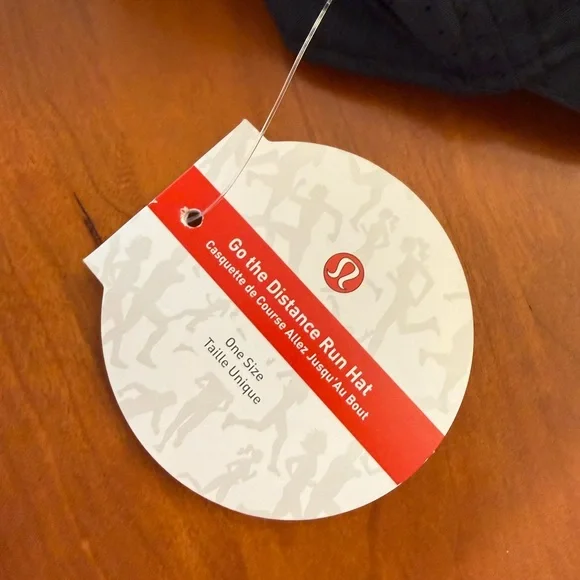 Go the Distance Run Hat
Casquette de Course Allez Jusqu'Au Bout
One Size
Taille Unique